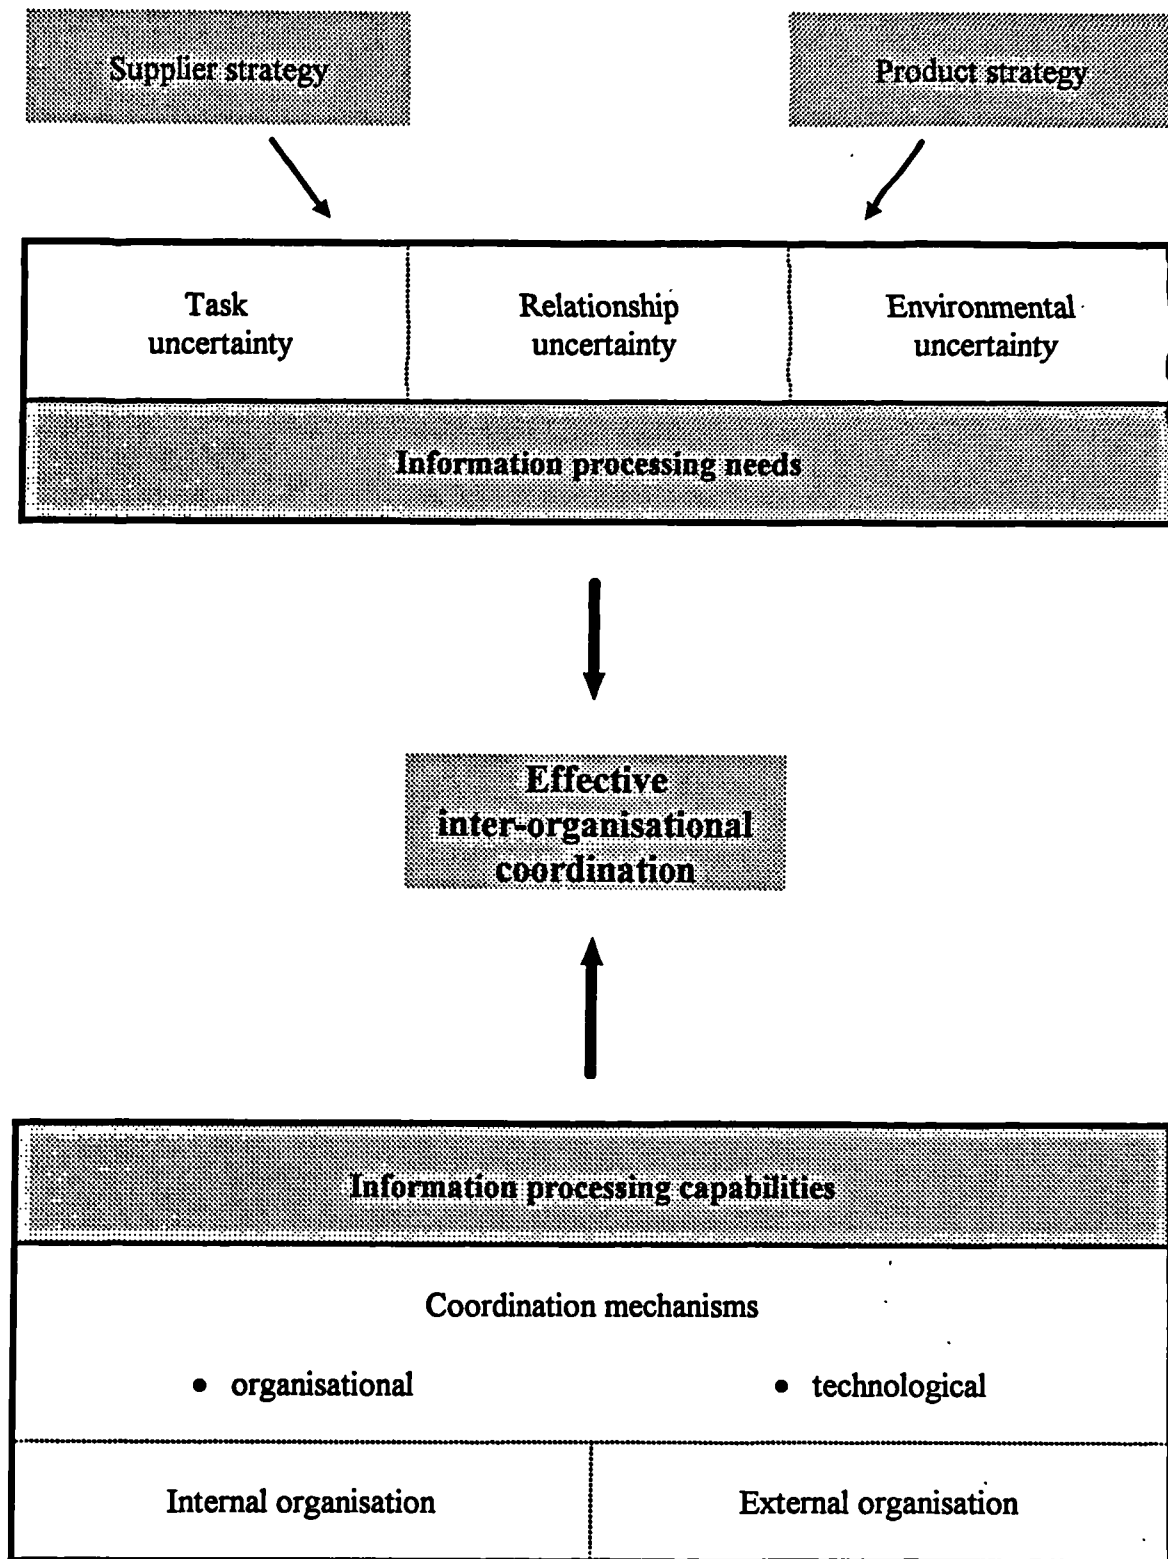 Supplier strategy
Product strategy
Task
uncertainty
Relationship
uncertainty
Environmental
uncertainty
Information processing needs
Effective
inter-organisational
coordination
Information processing capabilities
Coordination mechanisms
• organisational
• technological
Internal organisation
External organisation